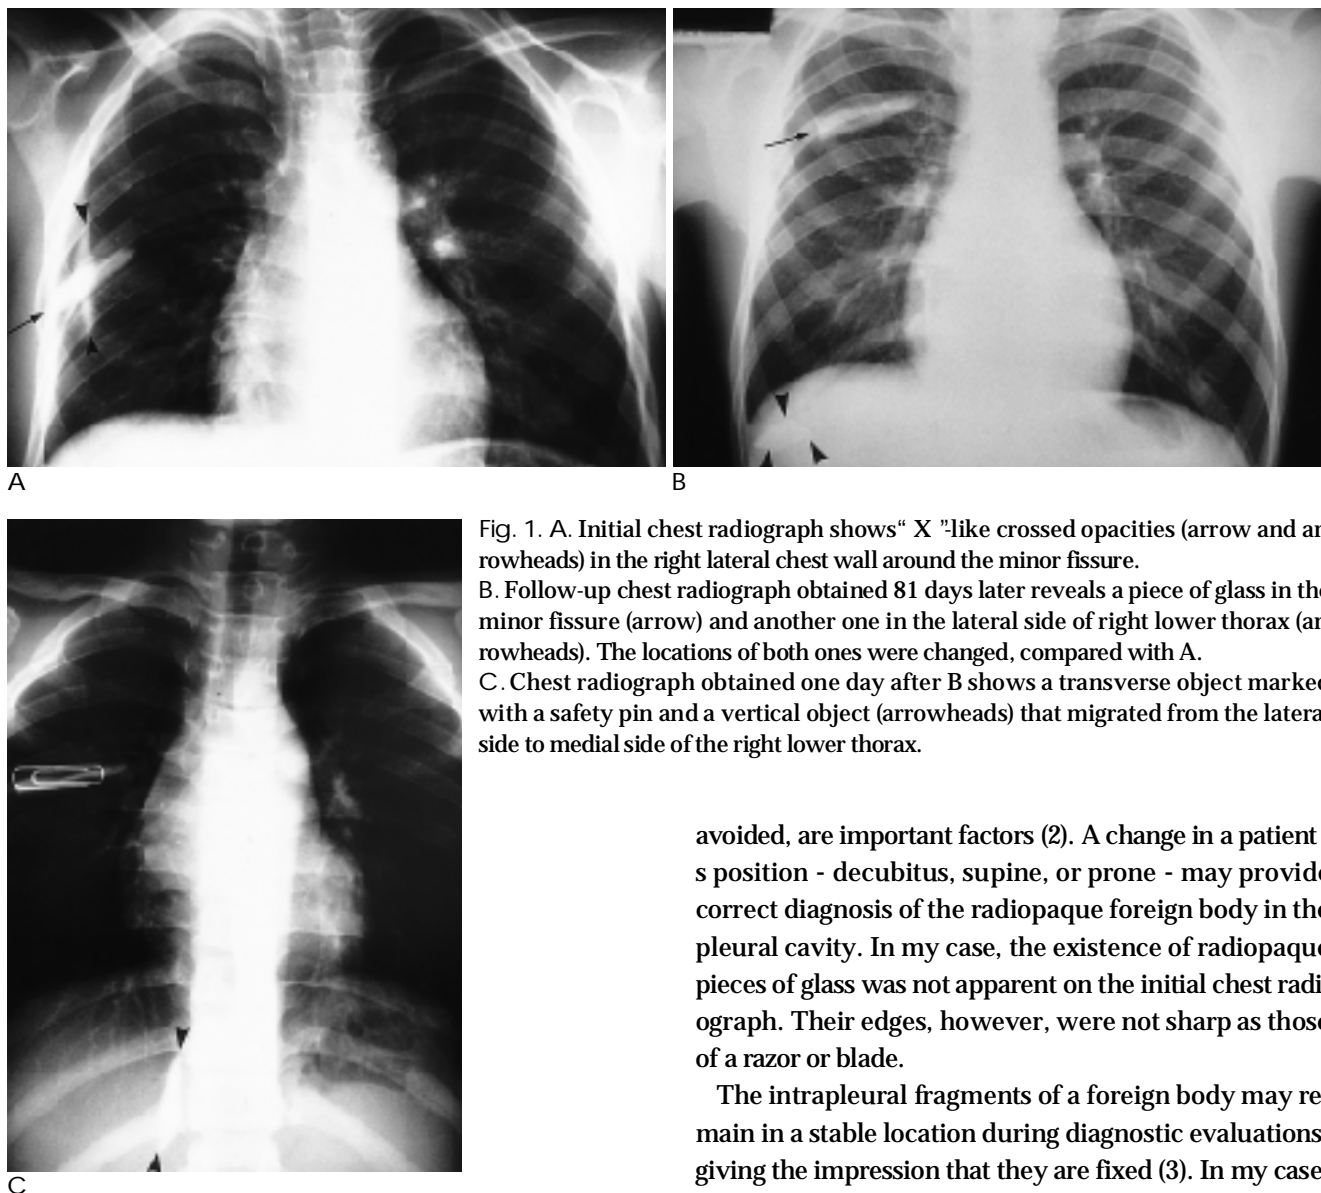 A
B
Fig. 1. A. Initial chest radiograph shows“ X ”-like crossed opacities (arrow and ar
rowheads) in the right lateral chest wall around the minor fissure.
B. Follow-up chest radiograph obtained 81 days later reveals a piece of glass in the
minor fissure (arrow) and another one in the lateral side of right lower thorax (ar
rowheads). The locations of both ones were changed, compared with A.
C. Chest radiograph obtained one day after B shows a transverse object marked
with a safety pin and a vertical object (arrowheads) that migrated from the latera
side to medial side of the right lower thorax.
C
avoided, are important factors (2). A change in a patient
s position - decubitus, supine, or prone - may provide
correct diagnosis of the radiopaque foreign body in the
pleural cavity. In my case, the existence of radiopaque
pieces of glass was not apparent on the initial chest radi
ograph. Their edges, however, were not sharp as those
of a razor or blade.
The intrapleural fragments of a foreign body may re
main in a stable location during diagnostic evaluations
giving the impression that they are fixed (3). In my case